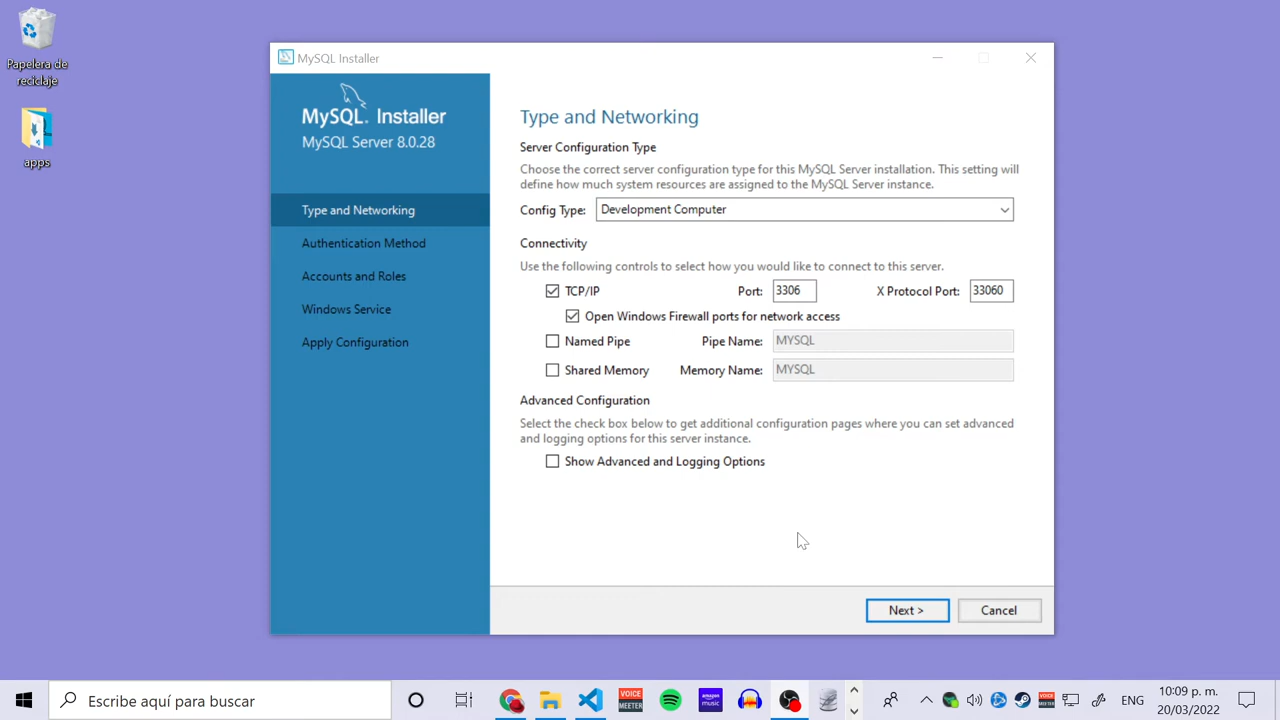 Papelera de
reciclaje
apps
MySQL Installer
MySQL. Installer
MySQL Server 8.0.28
Type and Networking
Authentication Method
Accounts and Roles
Windows Service
Apply Configuration
Type and Networking
Server Configuration Type
Choose the correct server configuration type for this MySQL Server installation. This setting will
define how much system resources are assigned to the MySQL Server instance.
Config Type: Development Computer
Connectivity
Use the following controls to select how you would like to connect to this server.
TCP/IP Port: 3306 X Protocol Port: 33060
Open Windows Firewall ports for network access
Named Pipe Pipe Name: MYSQL
Shared Memory Memory Name: MYSQL
Advanced Configuration
Select the check box below to get additional configuration pages where you can set advanced
and logging options for this server instance.
Show Advanced and Logging Options
Next > Cancel
Escribe aquí para buscar
VOICE
MEETER
amazon
music
ENG
10:09 p. m.
20/03/2022